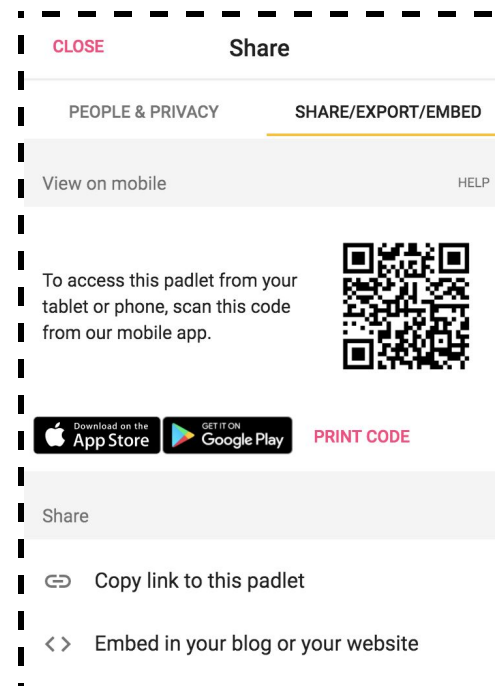 CLOSE Share
PEOPLE & PRIVACY SHARE/EXPORT/EMBED
View on mobile HELP
To access this padlet from your
tablet or phone, scan this code
from our mobile app.
Download on the
App Store
GET IT ON
Google Play
PRINT CODE
Share
Copy link to this padlet
Embed in your blog or your website